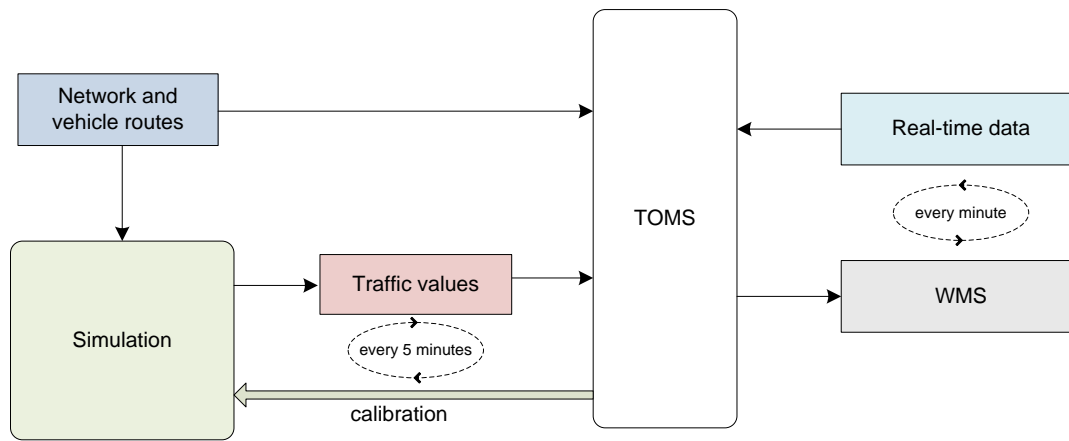 Network and
vehicle routes
Real-time data
every minute
TOMS
Traffic values
WMS
Simulation
every 5 minutes
calibration